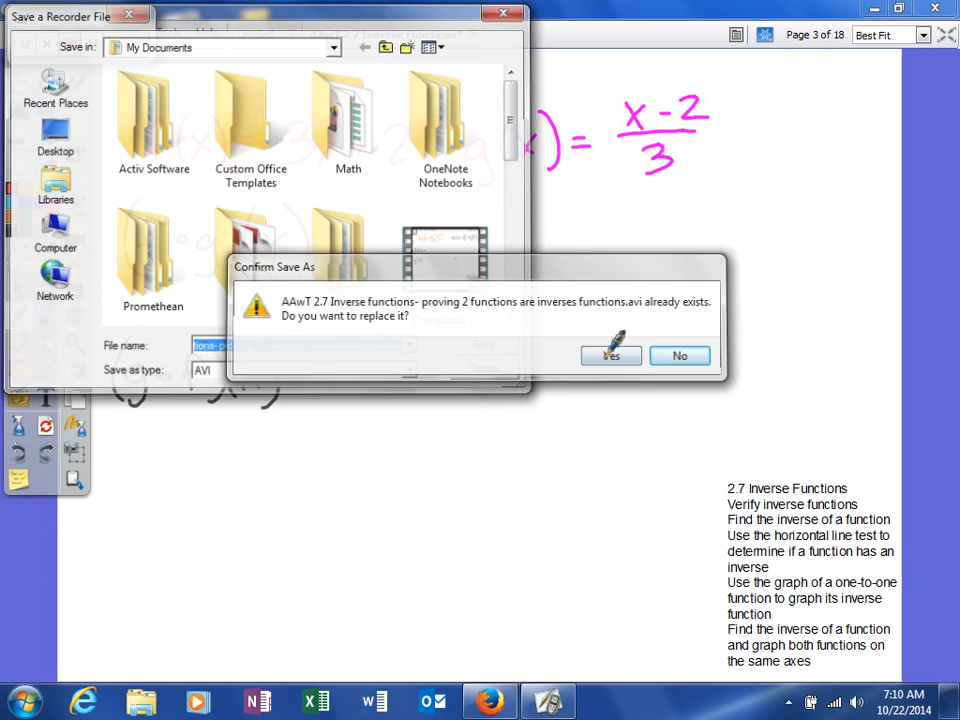 Save a Recorder File
Save in:
My Documents
Recent Places
Desktop
Libraries
Computer
Network
Activ Software
Custom Office
Templates
Math
OneNote
Notebooks
Promethean
File name:
Save as type:
AVI
Confirm Save As
AAwT 2.7 Inverse functions- proving 2 functions are inverses functions.avi already exists.
Do you want to replace it?
Yes
No
Page 3 of 18
Best Fit
) = x - 2
3
2.7 Inverse Functions
Verify inverse functions
Find the inverse of a function
Use the horizontal line test to
determine if a function has an
inverse
Use the graph of a one-to-one
function to graph its inverse
function
Find the inverse of a function
and graph both functions on
the same axes
7:10 AM
10/22/2014